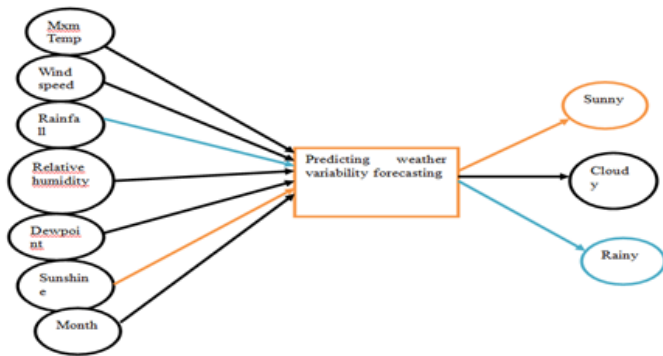 Mxm
Temp
Wind
speed
Rainfa
ll
Relative
humidity
Dewpoi
nt
Sunshin
e
Month
Predicting weather
variability forecasting
Sunny
Cloud
y
Rainy